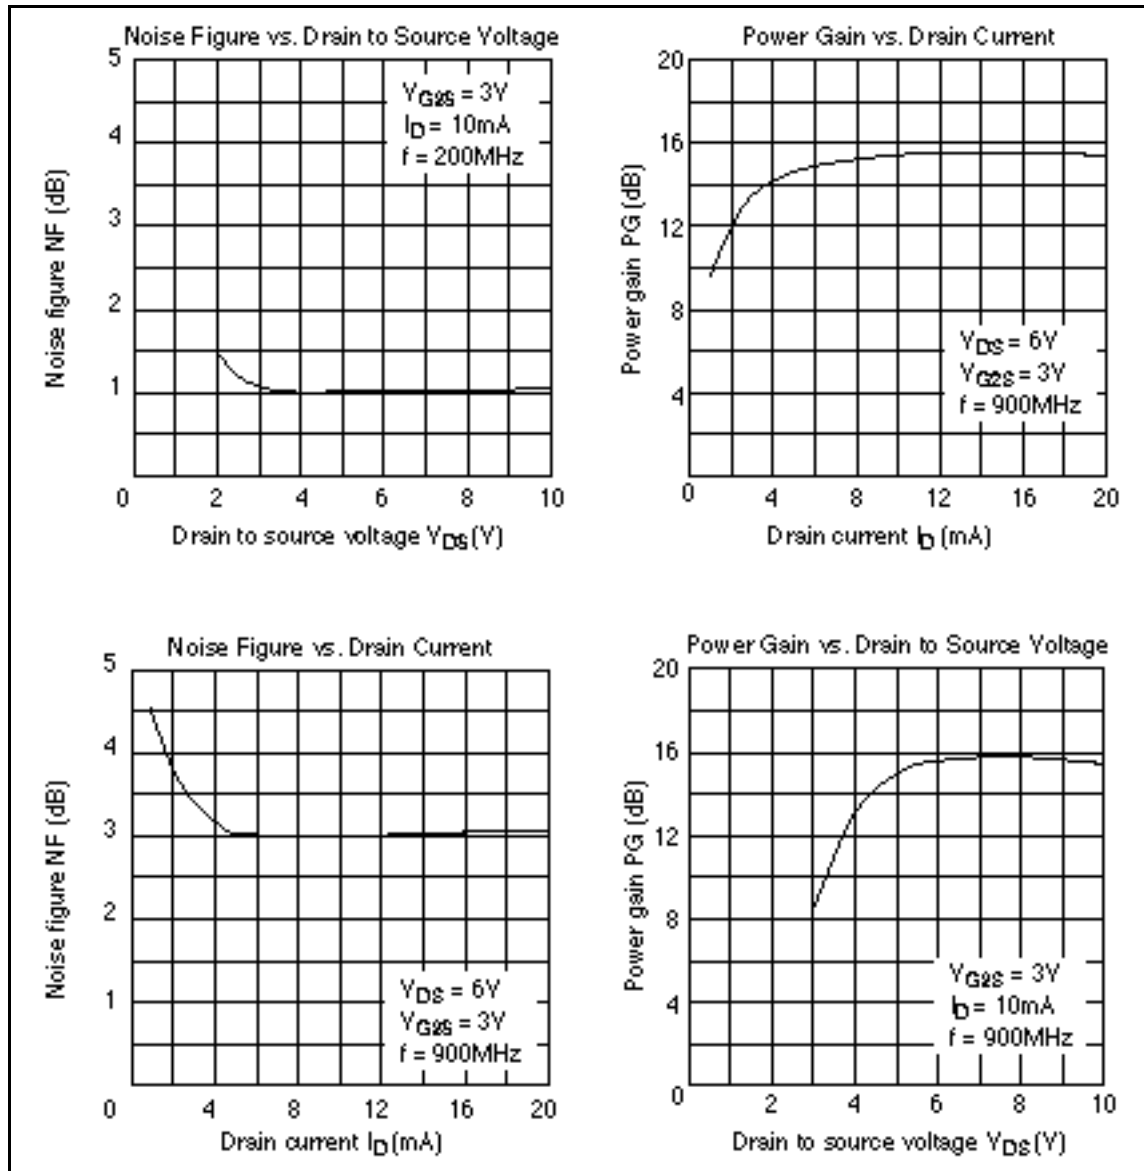 Noise Figure vs. Drain to Source Voltage
5
4
3
2
1
0 2 4 6 8 10
Noise figure NF (dB)
VG2S = 3V
ID = 10mA
f = 200MHz
Drain to source voltage VDS (V)
Power Gain vs. Drain Current
20
16
12
8
4
0
0 4 8 12 16 20
Power gain PG (dB)
VDS = 6V
VG2S = 3V
f = 900MHz
Drain current ID (mA)
Noise Figure vs. Drain Current
5
4
3
2
1
0 4 8 12 16 20
Noise figure NF (dB)
VDS = 6V
VG2S = 3V
f = 900MHz
Drain current ID (mA)
Power Gain vs. Drain to Source Voltage
20
16
12
8
4
0 2 4 6 8 10
Power gain PG (dB)
VG2S = 3V
ID = 10mA
f = 900MHz
Drain to source voltage VDS (V)